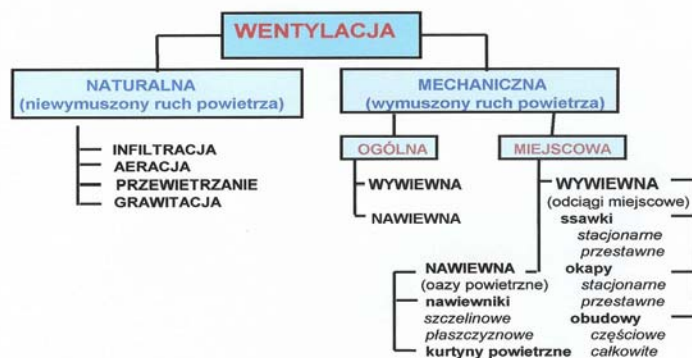 WENTYLACJA
NATURALNA
(niewymuszony ruch powietrza)
INFILTRACJA
AERACJA
PRZEWIETRZANIE
GRAWITACJA
MECHANICZNA
(wymuszony ruch powietrza)
OGÓLNA
WYWIEWNA
NAWIEWNA
MIEJSCOWA
WYWIEWNA
(odciągi miejscowe)
ssawki
stacjonarne
przestawne
okapy
stacjonarne
przestawne
obudowy
częściowe
całkowite
NAWIEWNA
(oazy powietrzne)
nawiewniki
szczelinowe
płaszczyznowe
kurtyny powietrzne